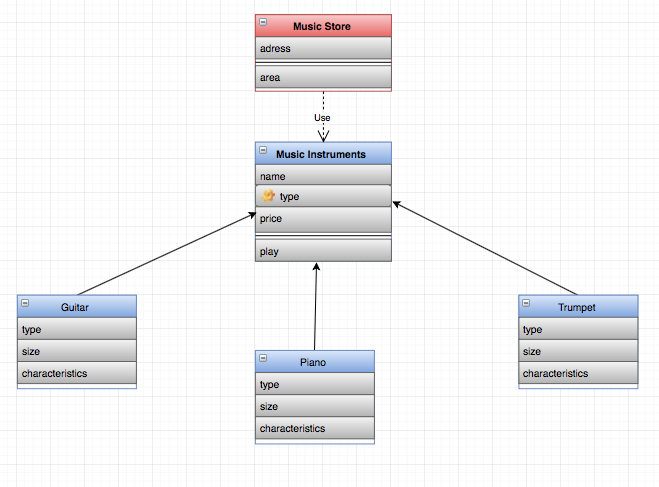 Music Store
adress
area
Use
Music Instruments
name
type
price
play
Guitar
type
size
characteristics
Piano
type
size
characteristics
Trumpet
type
size
characteristics